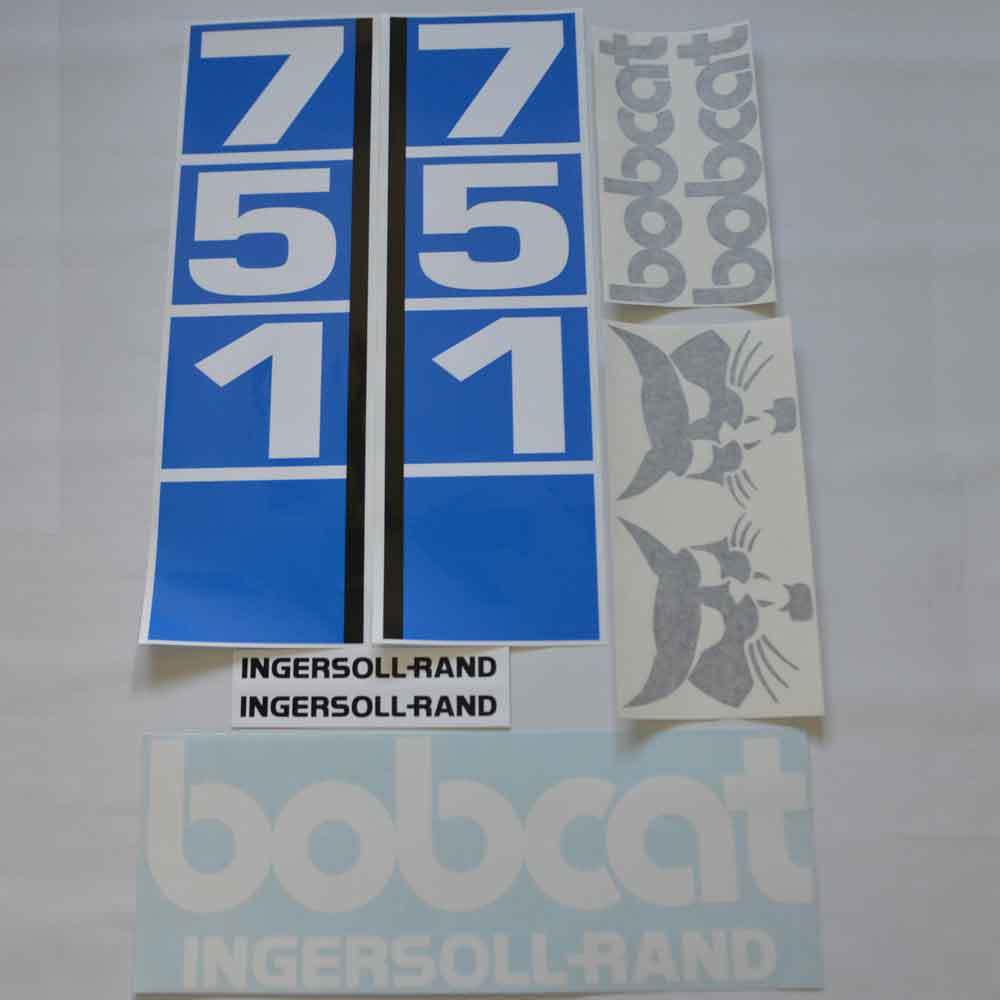 7
5
1
7
5
1
bobcat
bobcat
INGERSOLL-RAND
INGERSOLL-RAND
bobcat
INGERSOLL-RAND